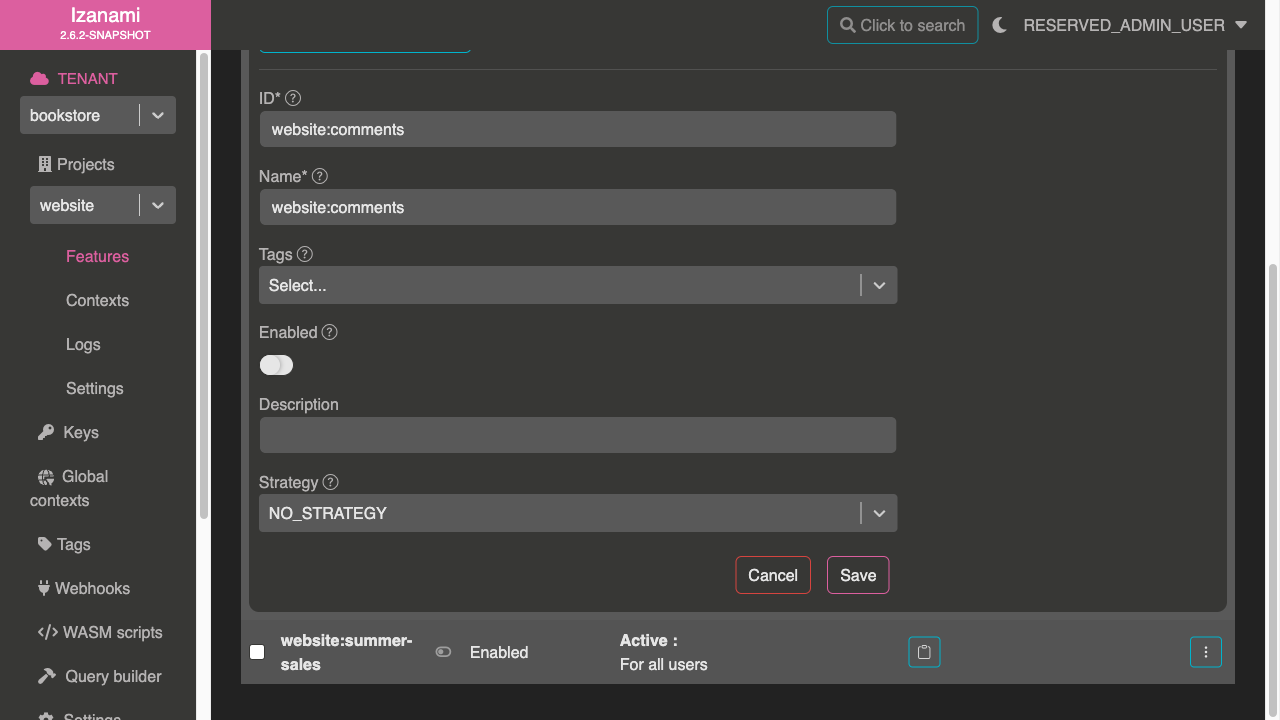 Izanami
2.6.2-SNAPSHOT
Click to search
RESERVED_ADMIN_USER
TENANT
bookstore
Projects
website
Features
Contexts
Logs
Settings
Keys
Global
contexts
Tags
Webhooks
WASM scripts
Query builder
Settings
ID*
website:comments
Name*
website:comments
Tags
Select...
Enabled
Description
Strategy
NO_STRATEGY
Cancel
Save
website:summer-
sales
Enabled
Active :
For all users